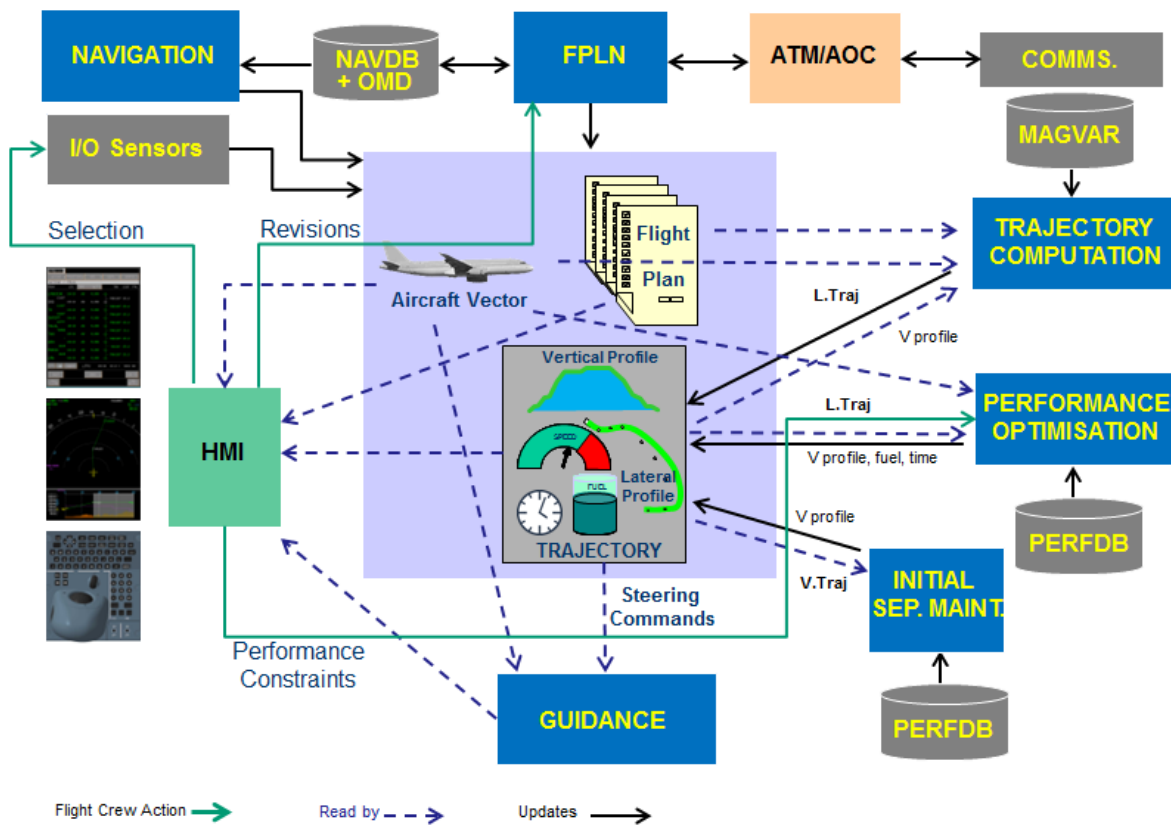 NAVIGATION
NAVDB
+ OMD
FPLN
ATM/AOC
COMMS.
MAGVAR
I/O Sensors
Selection
Revisions
Flight
Plan
Aircraft Vector
TRAJECTORY
COMPUTATION
L.Traj
V profile
Vertical Profile
SPEED
FUEL
Lateral
Profile
TRAJECTORY
HMI
L.Traj
V profile, fuel, time
PERFORMANCE
OPTIMISATION
PERFDB
V profile
V.Traj
INITIAL
SEP. MAINT.
PERFDB
Steering
Commands
Performance
Constraints
GUIDANCE
Flight Crew Action
Read by
Updates